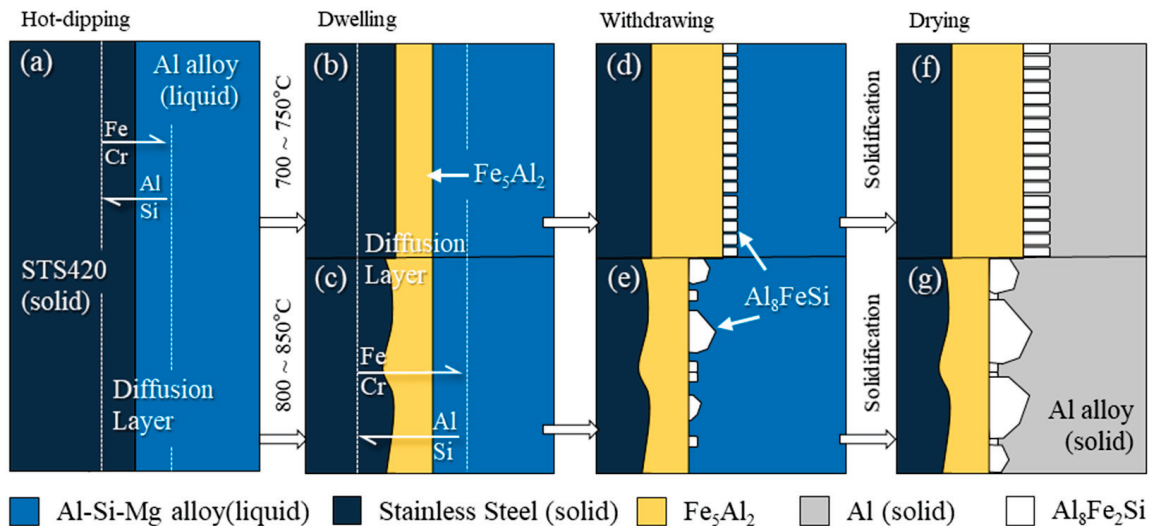 Hot-dipping
Dwelling
Withdrawing
Drying
(a)
Al alloy
(liquid)
Fe
Cr
Al
Si
STS420
(solid)
Diffusion
Layer
700 ~ 750°C
800 ~ 850°C
(b)
Fe₅Al₂
Diffusion
Layer
(c)
Fe
Cr
Al
Si
(d)
(e)
Al₈FeSi
Solidification
Solidification
(f)
(g)
Al alloy
(solid)
Al-Si-Mg alloy(liquid)
Stainless Steel (solid)
Fe₅Al₂
Al (solid)
Al₈Fe₂Si